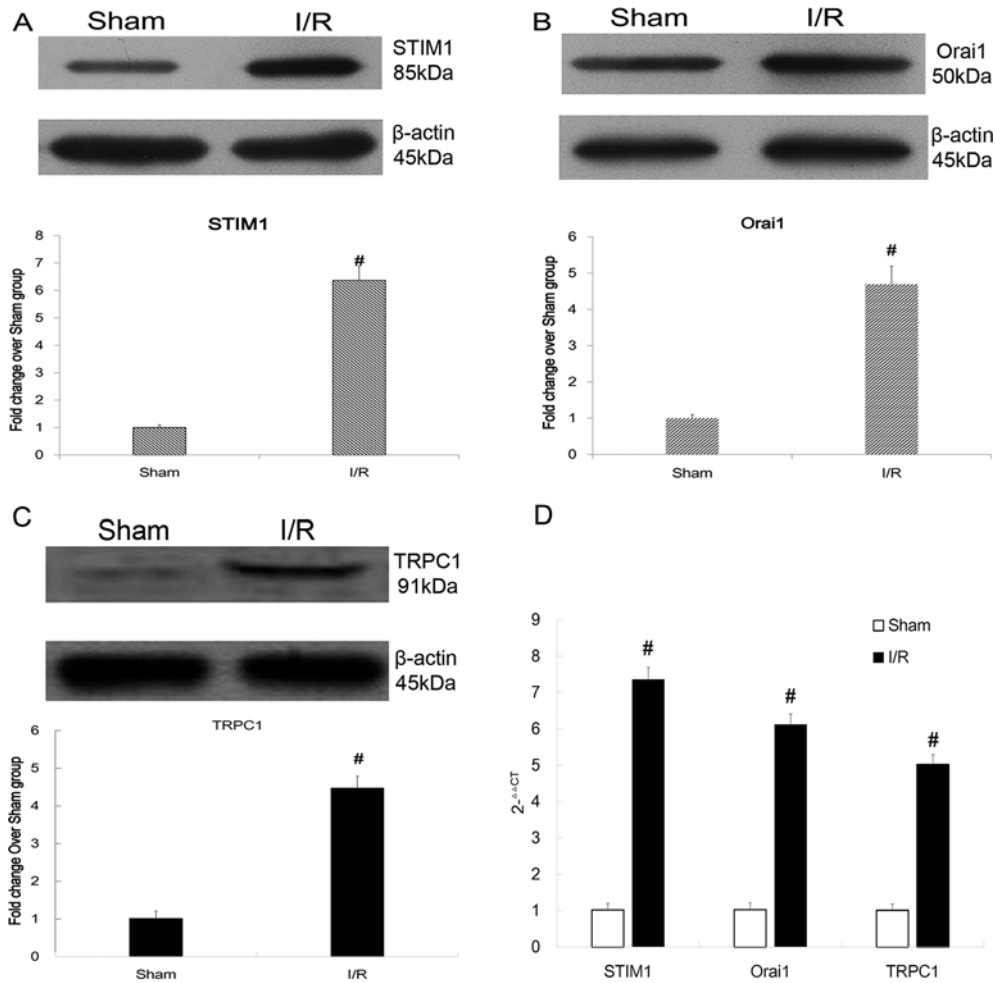 A
Sham
I/R
STIM1
85kDa
β-actin
45kDa
STIM1
Fold change over Sham group
8
7
6
5
4
3
2
1
0
#
Sham
I/R
B
Sham
I/R
Orai1
50kDa
β-actin
45kDa
Orai1
Fold change over Sham group
6
5
4
3
2
1
0
#
Sham
I/R
C
Sham
I/R
TRPC1
91kDa
β-actin
45kDa
TRPC1
Fold change Over Sham group
6
5
4
3
2
1
0
#
Sham
I/R
D
2-△△CT
9
8
7
6
5
4
3
2
1
0
Sham
I/R
#
#
#
STIM1
Orai1
TRPC1